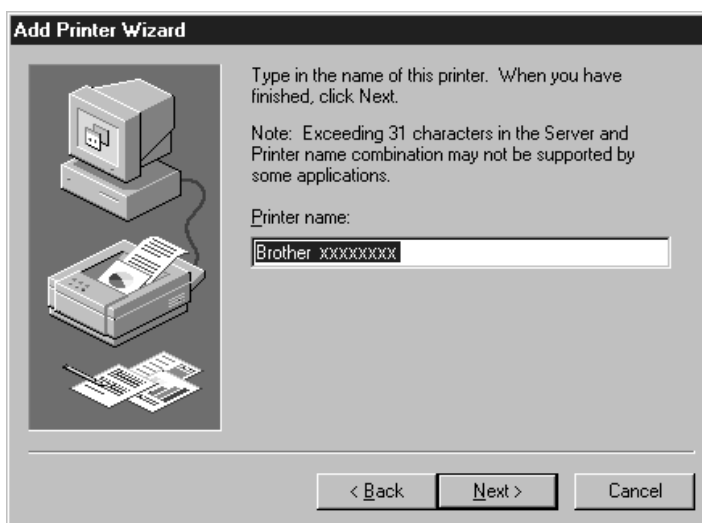 Add Printer Wizard
Type in the name of this printer. When you have
finished, click Next.
Note: Exceeding 31 characters in the Server and
Printer name combination may not be supported by
some applications.
Printer name:
Brother xxxxxxxxx
< Back Next > Cancel